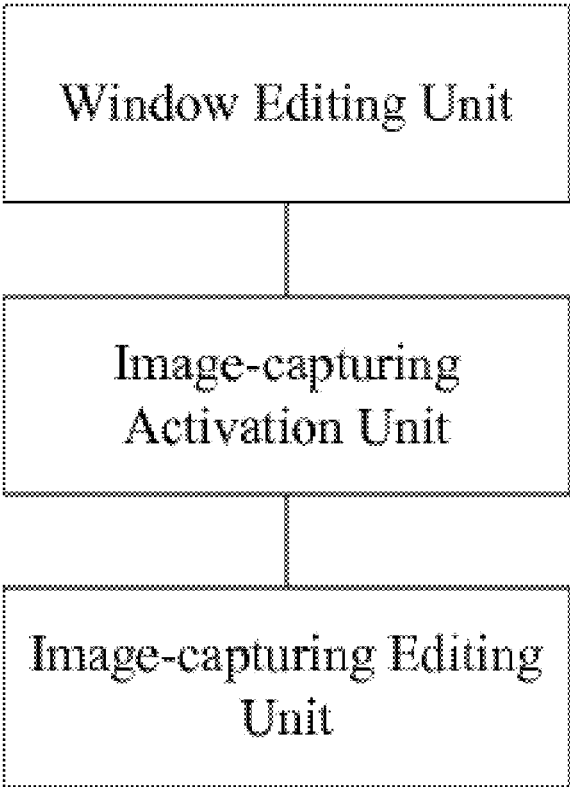 Window Editing Unit
Image-capturing
Activation Unit
Image-capturing Editing
Unit